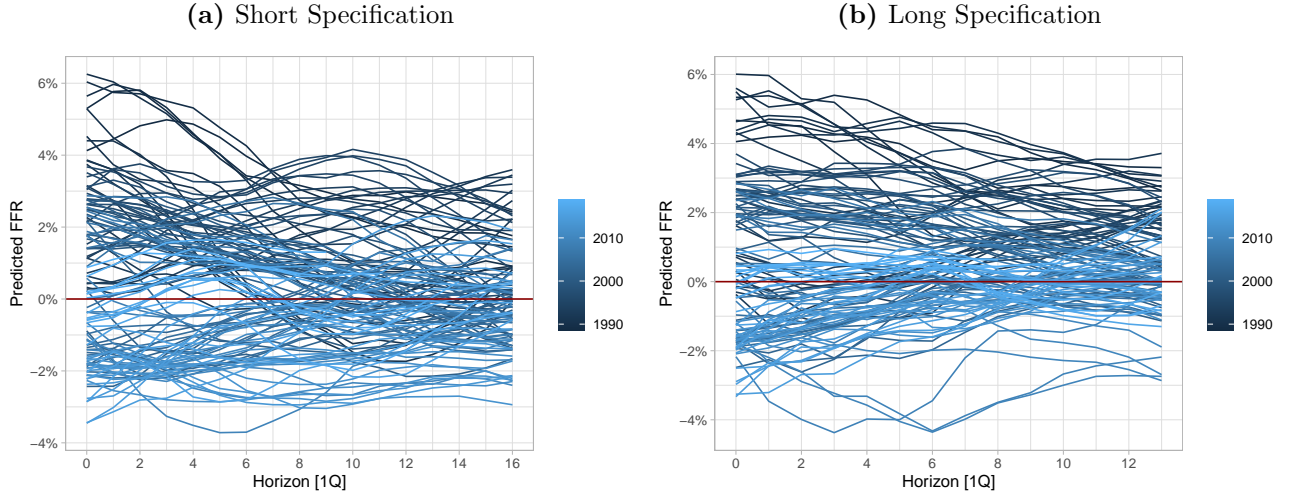 (a) Short Specification
(b) Long Specification
6%
4%
2%
0%
−2%
−4%
0 2 4 6 8 10 12 14 16
Horizon [1Q]
Predicted FFR
2010
2000
1990
6%
4%
2%
0%
−2%
−4%
0 2 4 6 8 10 12
Horizon [1Q]
Predicted FFR
2010
2000
1990